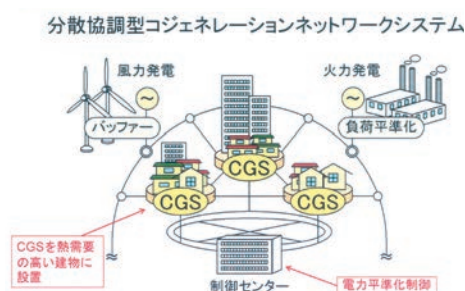 分散協調型コジェネレーションネットワークシステム
風力発電
火力発電
～
～
バッファー
負荷平準化
CGS
CGS
CGS
CGSを熱需要
の高い建物に
設置
制御センター
電力平準化制御
≈
≈